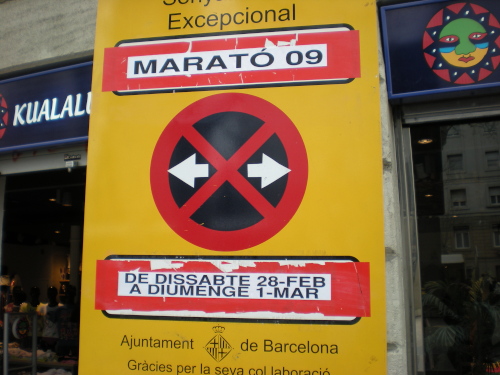 Excepcional
MARATÓ 09
KUALALU
DE DISSABTE 28-FEB
A DIUMENGE 1-MAR
Ajuntament de Barcelona
Gràcies per la seva col.laboració